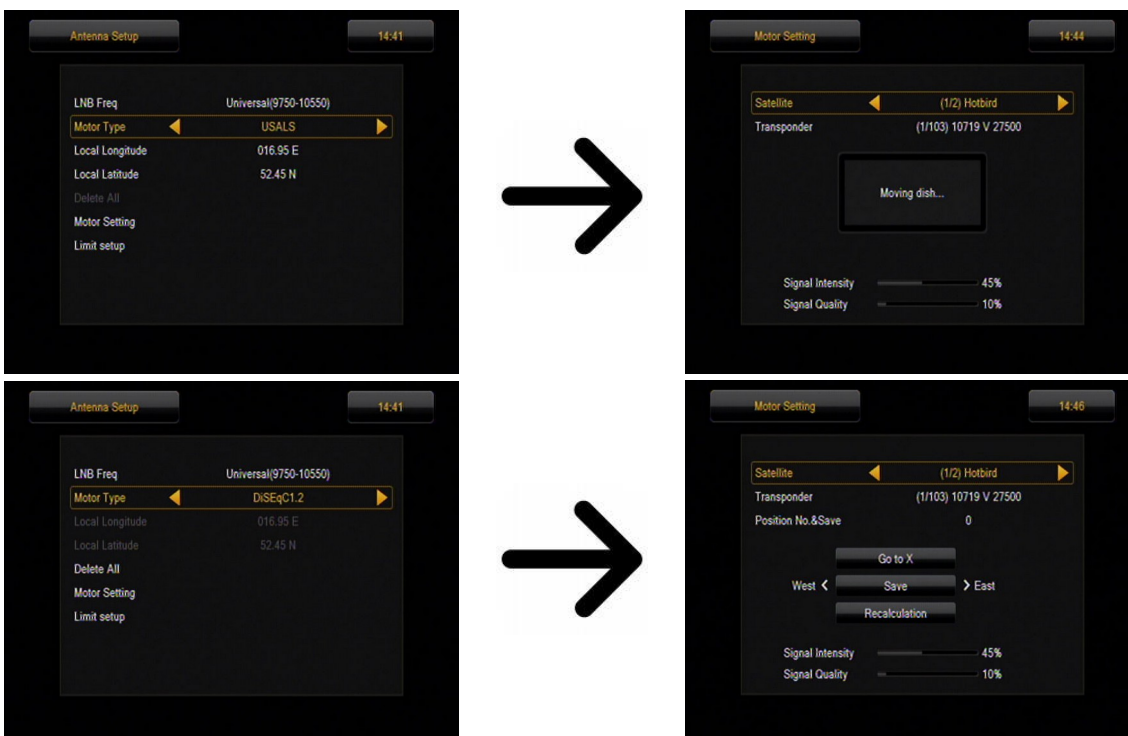 Antenna Setup 14:41
LNB Freq Universal(9750-10550)
Motor Type USALS
Local Longitude 016.95 E
Local Latitude 52.45 N
Delete All
Motor Setting
Limit setup
Motor Setting 14:44
Satellite (1/2) Hotbird
Transponder (1/103) 10719 V 27500
Moving dish...
Signal Intensity 45%
Signal Quality 10%
Antenna Setup 14:41
LNB Freq Universal(9750-10550)
Motor Type DiSEqC1.2
Local Longitude 016.95 E
Local Latitude 52.45 N
Delete All
Motor Setting
Limit setup
Motor Setting 14:46
Satellite (1/2) Hotbird
Transponder (1/103) 10719 V 27500
Position No.&Save 0
Go to X
West < Save > East
Recalculation
Signal Intensity 45%
Signal Quality 10%